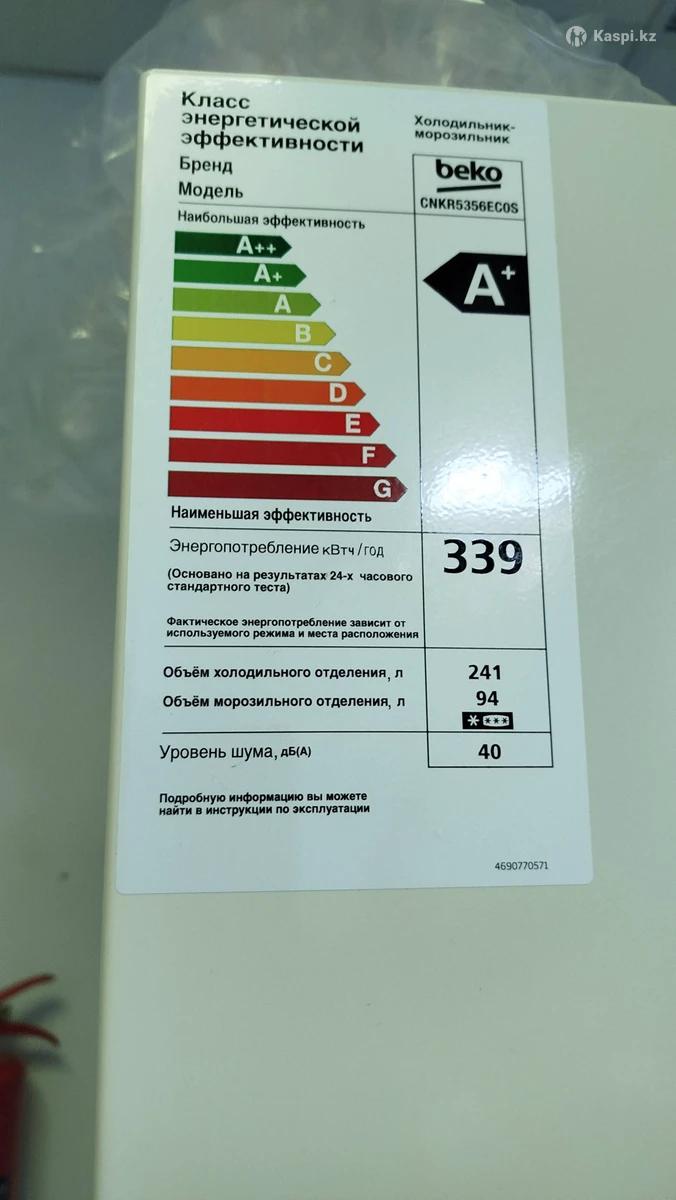 Kaspi.kz
Класс
энергетической
эффективности
Холодильник-
морозильник
Бренд
beko
Модель
CNKR5356EC0S
Наибольшая эффективность
A++
A+
A
B
C
D
E
F
G
A+
Наименьшая эффективность
Энергопотребление кВтч/год
339
(Основано на результатах 24-х часового
стандартного теста)
Фактическое энергопотребление зависит от
используемого режима и места расположения
Объём холодильного отделения, л
241
Объём морозильного отделения, л
94
* ***
Уровень шума, дБ(А)
40
Подробную информацию вы можете
найти в инструкции по эксплуатации
4690770571